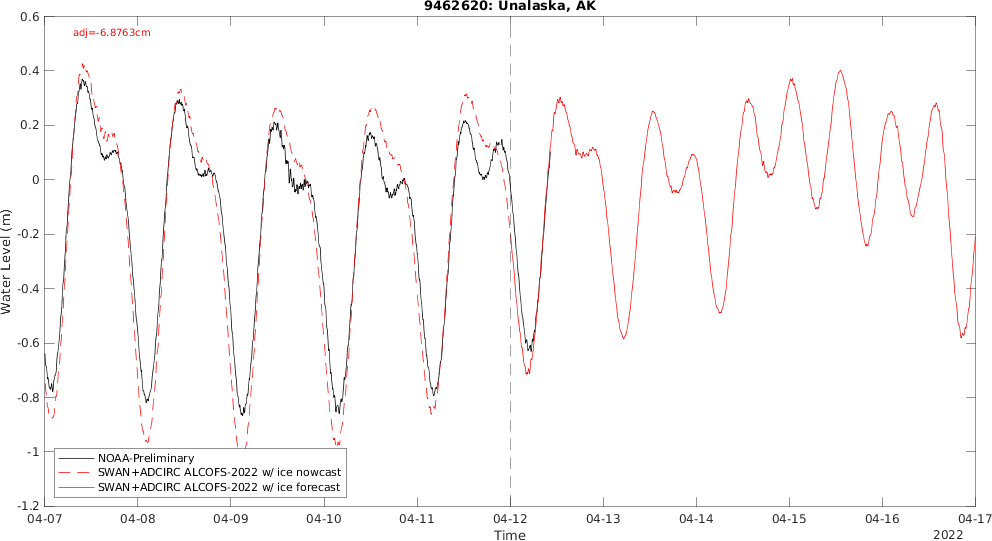 9462620: Unalaska, AK
adj=-6.8763cm
0.6
0.4
0.2
0
-0.2
-0.4
-0.6
-0.8
-1
-1.2
Water Level (m)
NOAA-Preliminary
SWAN+ADCIRC ALCOFS-2022 w/ ice nowcast
SWAN+ADCIRC ALCOFS-2022 w/ ice forecast
04-07 04-08 04-09 04-10 04-11 04-12 04-13 04-14 04-15 04-16 04-17
Time
2022